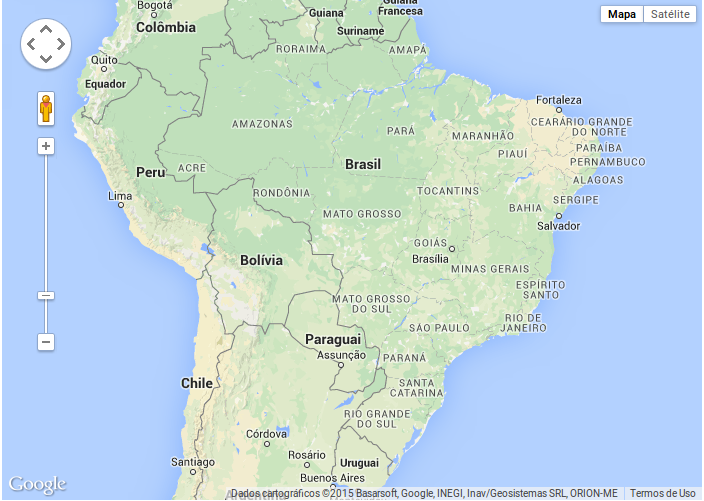 Bogotá
Colômbia
Guiana
Guiana
Francesa
Suriname
Mapa
Satélite
RORAIMA
AMAPÁ
Quito
Equador
Fortaleza
AMAZONAS
PARÁ
MARANHÃO
CEARÁ
RIO GRANDE
DO NORTE
PIAUÍ
PARAÍBA
PERNAMBUCO
Brasil
Peru
ACRE
ALAGOAS
Lima
RONDÔNIA
TOCANTINS
SERGIPE
MATO GROSSO
BAHIA
Salvador
GOIÁS
Brasília
Bolívia
MINAS GERAIS
ESPÍRITO
SANTO
MATO GROSSO
DO SUL
RIO DE
JANEIRO
SÃO PAULO
Paraguai
Assunção
PARANÁ
Chile
SANTA
CATARINA
RIO GRANDE
DO SUL
Córdova
Rosário
Uruguai
Santiago
Buenos Aires
Google
Dados cartográficos ©2015 Basarsoft, Google, INEGI, Inav/Geosistemas SRL, ORION-ME
Termos de Uso